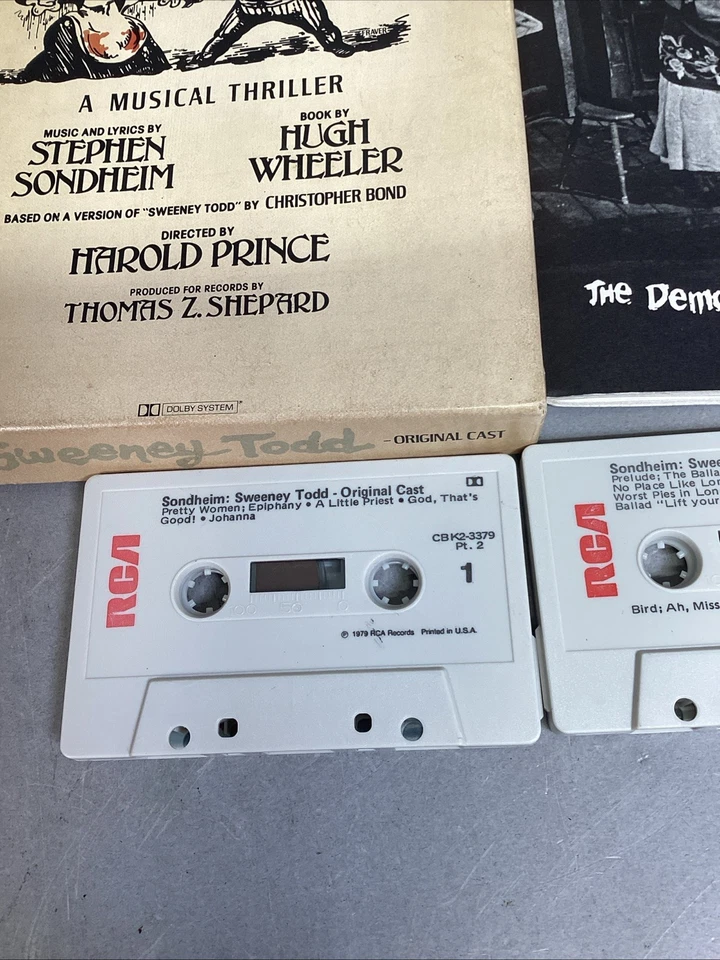 FRAVER
A MUSICAL THRILLER
MUSIC AND LYRICS BY
STEPHEN
SONDHEIM
BOOK BY
HUGH
WHEELER
BASED ON A VERSION OF "SWEENEY TODD" BY CHRISTOPHER BOND
DIRECTED BY
HAROLD PRINCE
PRODUCED FOR RECORDS BY
THOMAS Z. SHEPARD
DOLBY SYSTEM
Sweeney Todd - ORIGINAL CAST
The Demo
RCA
Sondheim: Sweeney Todd - Original Cast
Pretty Women; Epiphany • A Little Priest • God, That's
Good! • Johanna
CBK2-3379
Pt. 2
1
100 50 0
℗ 1979 RCA Records Printed in U.S.A.
RCA
Sondheim: Swee
Prelude; The Balla
No Place Like Lon
Worst Pies in Lon
Ballad "Lift your
Bird; Ah, Miss